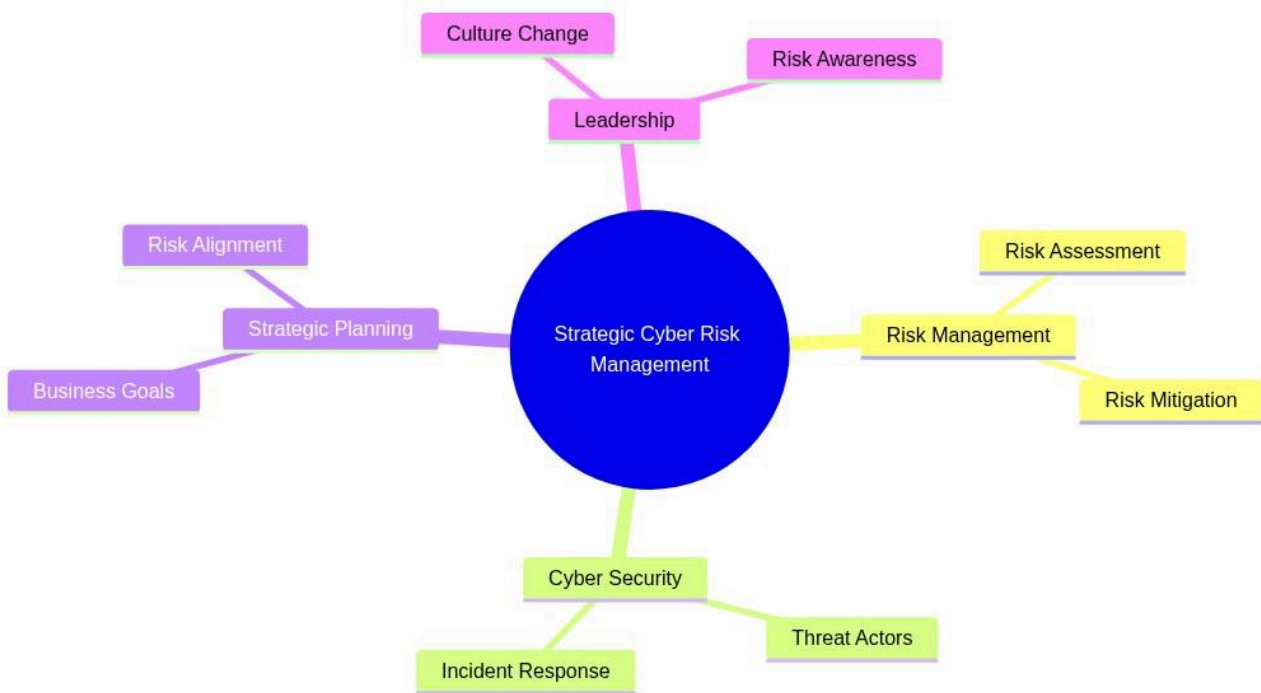 Culture Change
Risk Awareness
Leadership
Risk Alignment
Risk Assessment
Strategic Planning
Strategic Cyber Risk
Management
Risk Management
Business Goals
Risk Mitigation
Cyber Security
Threat Actors
Incident Response